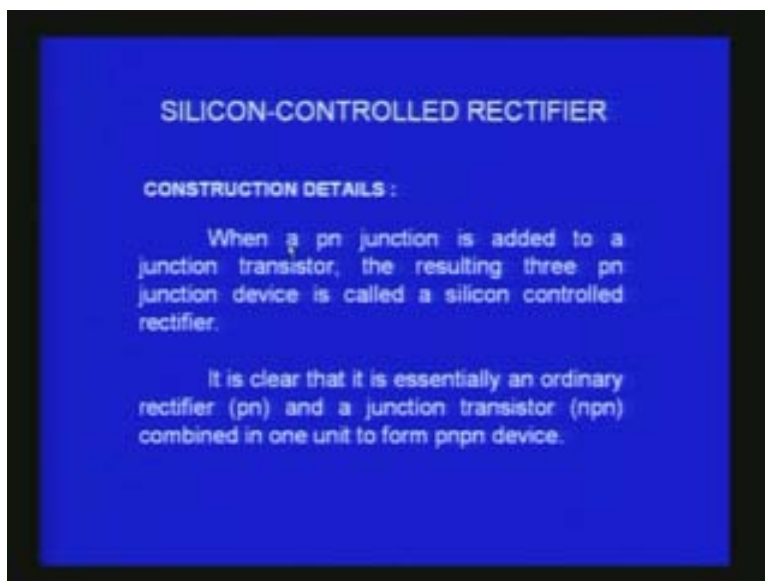 SILICON-CONTROLLED RECTIFIER
CONSTRUCTION DETAILS :
When a pn junction is added to a
junction transistor, the resulting three pn
junction device is called a silicon controlled
rectifier.
It is clear that it is essentially an ordinary
rectifier (pn) and a junction transistor (npn)
combined in one unit to form pnpn device.